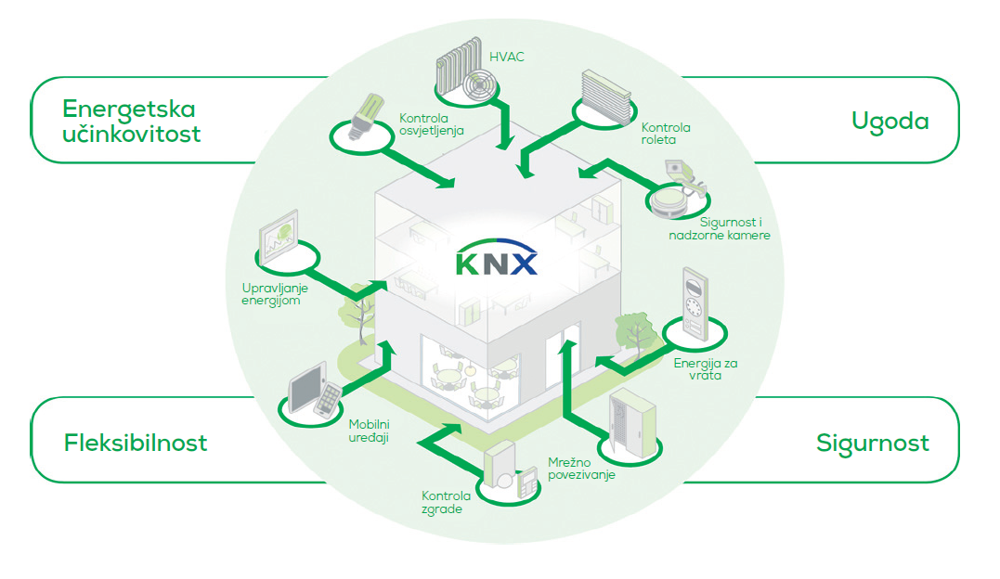 HVAC
Energetska
učinkovitost
Kontrola
osvjetljenja
Kontrola
roleta
Ugoda
Sigurnost i
nadzorne kamere
KNX
Upravljanje
energijom
Energija za
vrata
Mobilni
uređaji
Fleksibilnost
Sigurnost
Mrežno
povezivanje
Kontrola
zgrade